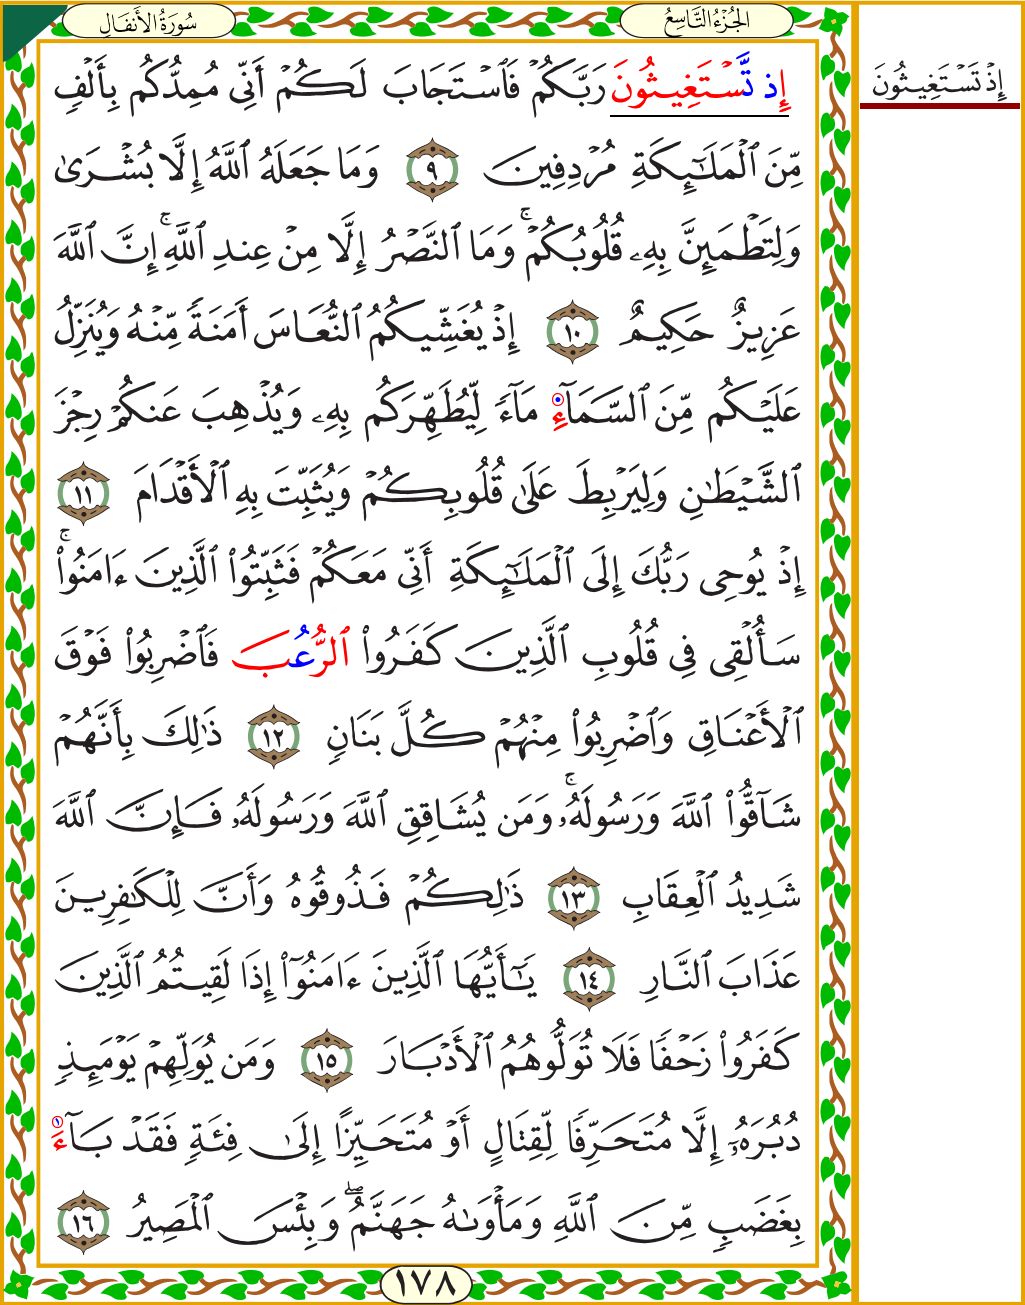 سُورَةُ الأَنفَالِ
الجُزْءُ التَّاسِعُ
إِذْ تَسْتَغِيثُونَ
إِذ تَّسۡتَغِيثُونَ رَبَّكُمۡ فَٱسۡتَجَابَ لَكُمۡ أَنِّي مُمِدُّكُم بِأَلۡفٖ
مِّنَ ٱلۡمَلَٰٓئِكَةِ مُرۡدِفِينَ ٩ وَمَا جَعَلَهُ ٱللَّهُ إِلَّا بُشۡرَىٰ
وَلِتَطۡمَئِنَّ بِهِۦ قُلُوبُكُمۡۚ وَمَا ٱلنَّصۡرُ إِلَّا مِنۡ عِندِ ٱللَّهِۚ إِنَّ ٱللَّهَ
عَزِيزٌ حَكِيمٌ ١٠ إِذۡ يُغَشِّيكُمُ ٱلنُّعَاسَ أَمَنَةٗ مِّنۡهُ وَيُنَزِّلُ
عَلَيۡكُم مِّنَ ٱلسَّمَآءِ مَآءٗ لِّيُطَهِّرَكُم بِهِۦ وَيُذۡهِبَ عَنكُمۡ رِجۡزَ
ٱلشَّيۡطَٰنِ وَلِيَرۡبِطَ عَلَىٰ قُلُوبِكُمۡ وَيُثَبِّتَ بِهِ ٱلۡأَقۡدَامَ ١١
إِذۡ يُوحِي رَبُّكَ إِلَى ٱلۡمَلَٰٓئِكَةِ أَنِّي مَعَكُمۡ فَثَبِّتُواْ ٱلَّذِينَ ءَامَنُواْۚ
سَأُلۡقِي فِي قُلُوبِ ٱلَّذِينَ كَفَرُواْ ٱلرُّعُبَ فَٱضۡرِبُواْ فَوۡقَ
ٱلۡأَعۡنَاقِ وَٱضۡرِبُواْ مِنۡهُمۡ كُلَّ بَنَانٖ ١٢ ذَٰلِكَ بِأَنَّهُمۡ
شَآقُّواْ ٱللَّهَ وَرَسُولَهُۥۚ وَمَن يُشَاقِقِ ٱللَّهَ وَرَسُولَهُۥ فَإِنَّ ٱللَّهَ
شَدِيدُ ٱلۡعِقَابِ ١٣ ذَٰلِكُمۡ فَذُوقُوهُ وَأَنَّ لِلۡكَٰفِرِينَ
عَذَابَ ٱلنَّارِ ١٤ يَٰٓأَيُّهَا ٱلَّذِينَ ءَامَنُوٓاْ إِذَا لَقِيتُمُ ٱلَّذِينَ
كَفَرُواْ زَحۡفٗا فَلَا تُوَلُّوهُمُ ٱلۡأَدۡبَارَ ١٥ وَمَن يُوَلِّهِمۡ يَوۡمَئِذٖ
دُبُرَهُۥٓ إِلَّا مُتَحَرِّفٗا لِّقِتَالٍ أَوۡ مُتَحَيِّزًا إِلَىٰ فِئَةٖ فَقَدۡ بَآءَ
بِغَضَبٖ مِّنَ ٱللَّهِ وَمَأۡوَىٰهُ جَهَنَّمُۖ وَبِئۡسَ ٱلۡمَصِيرُ ١٦
١٧٨